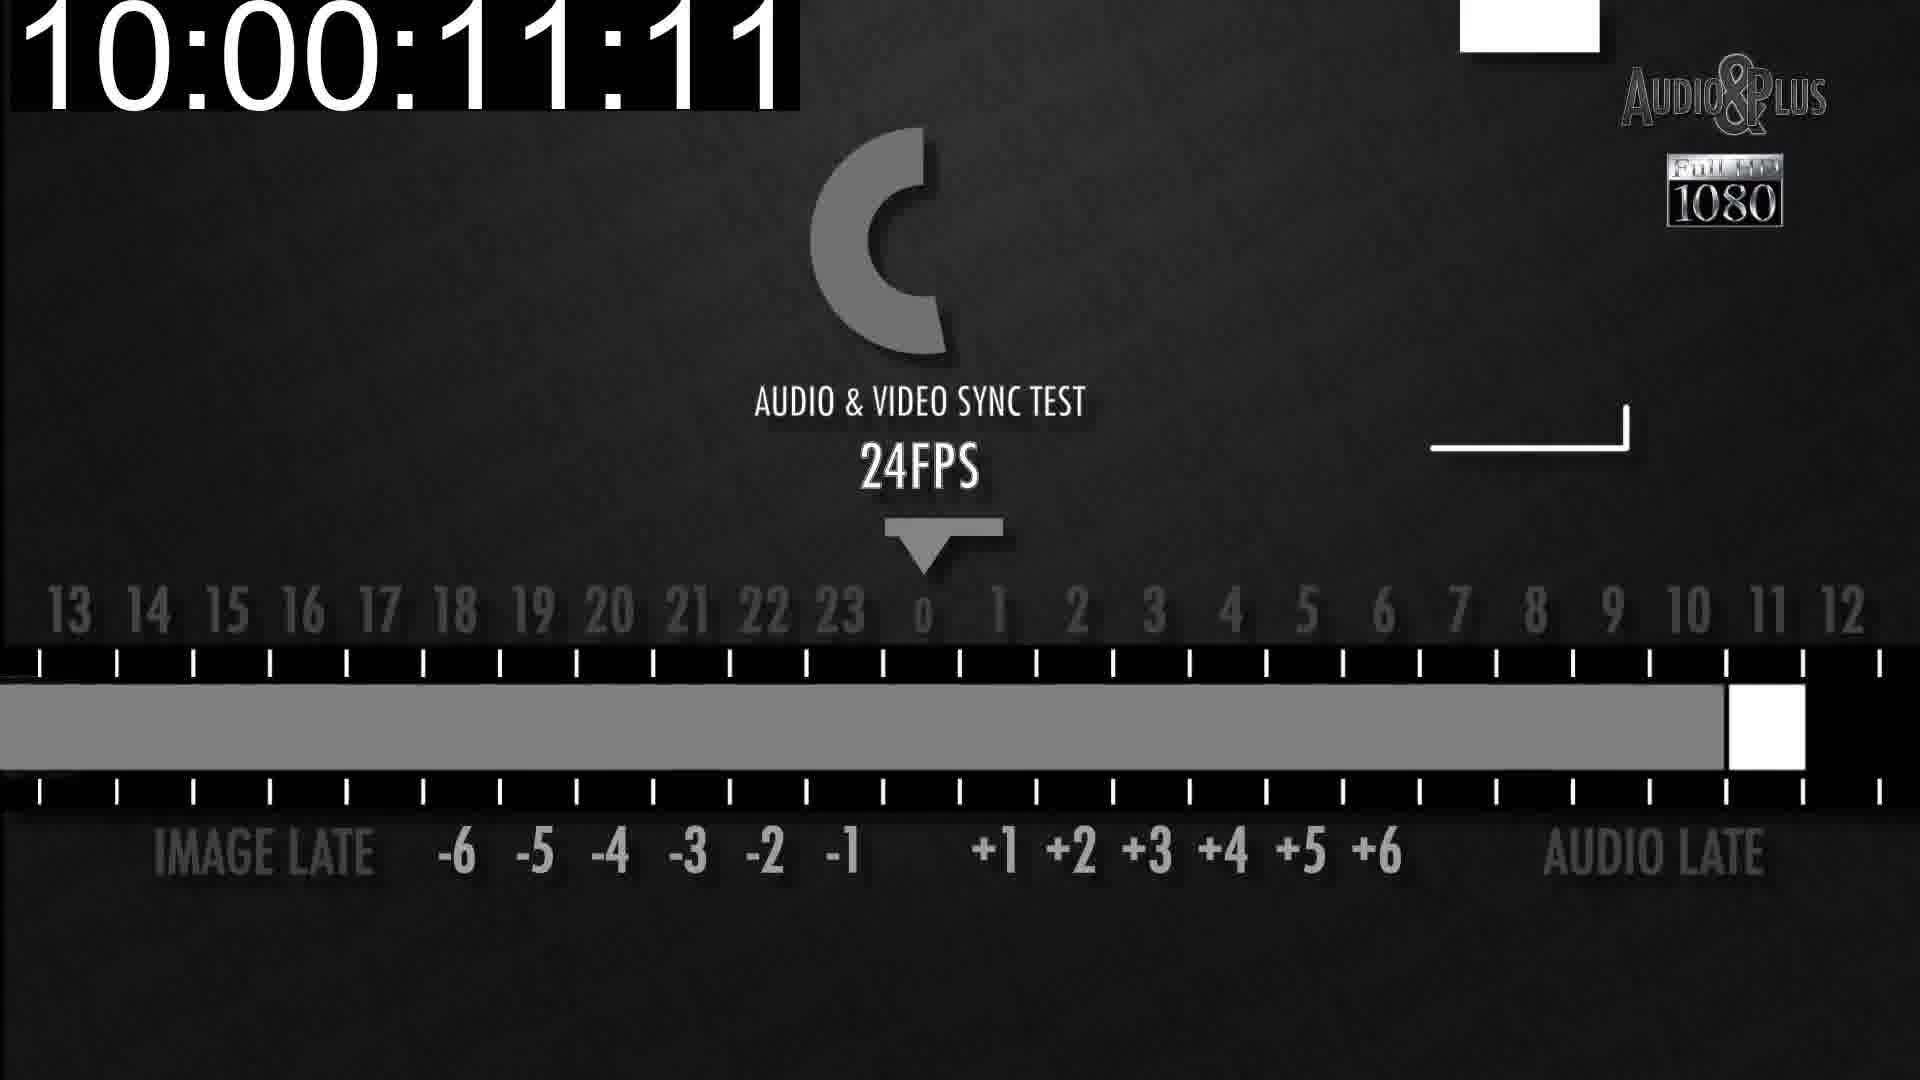 10:00:11:11
AUDIO & PLUS
Full HD
1080
AUDIO & VIDEO SYNC TEST
24FPS
13 14 15 16 17 18 19 20 21 22 23 0 1 2 3 4 5 6 7 8 9 10 11 12
IMAGE LATE -6 -5 -4 -3 -2 -1 +1 +2 +3 +4 +5 +6 AUDIO LATE